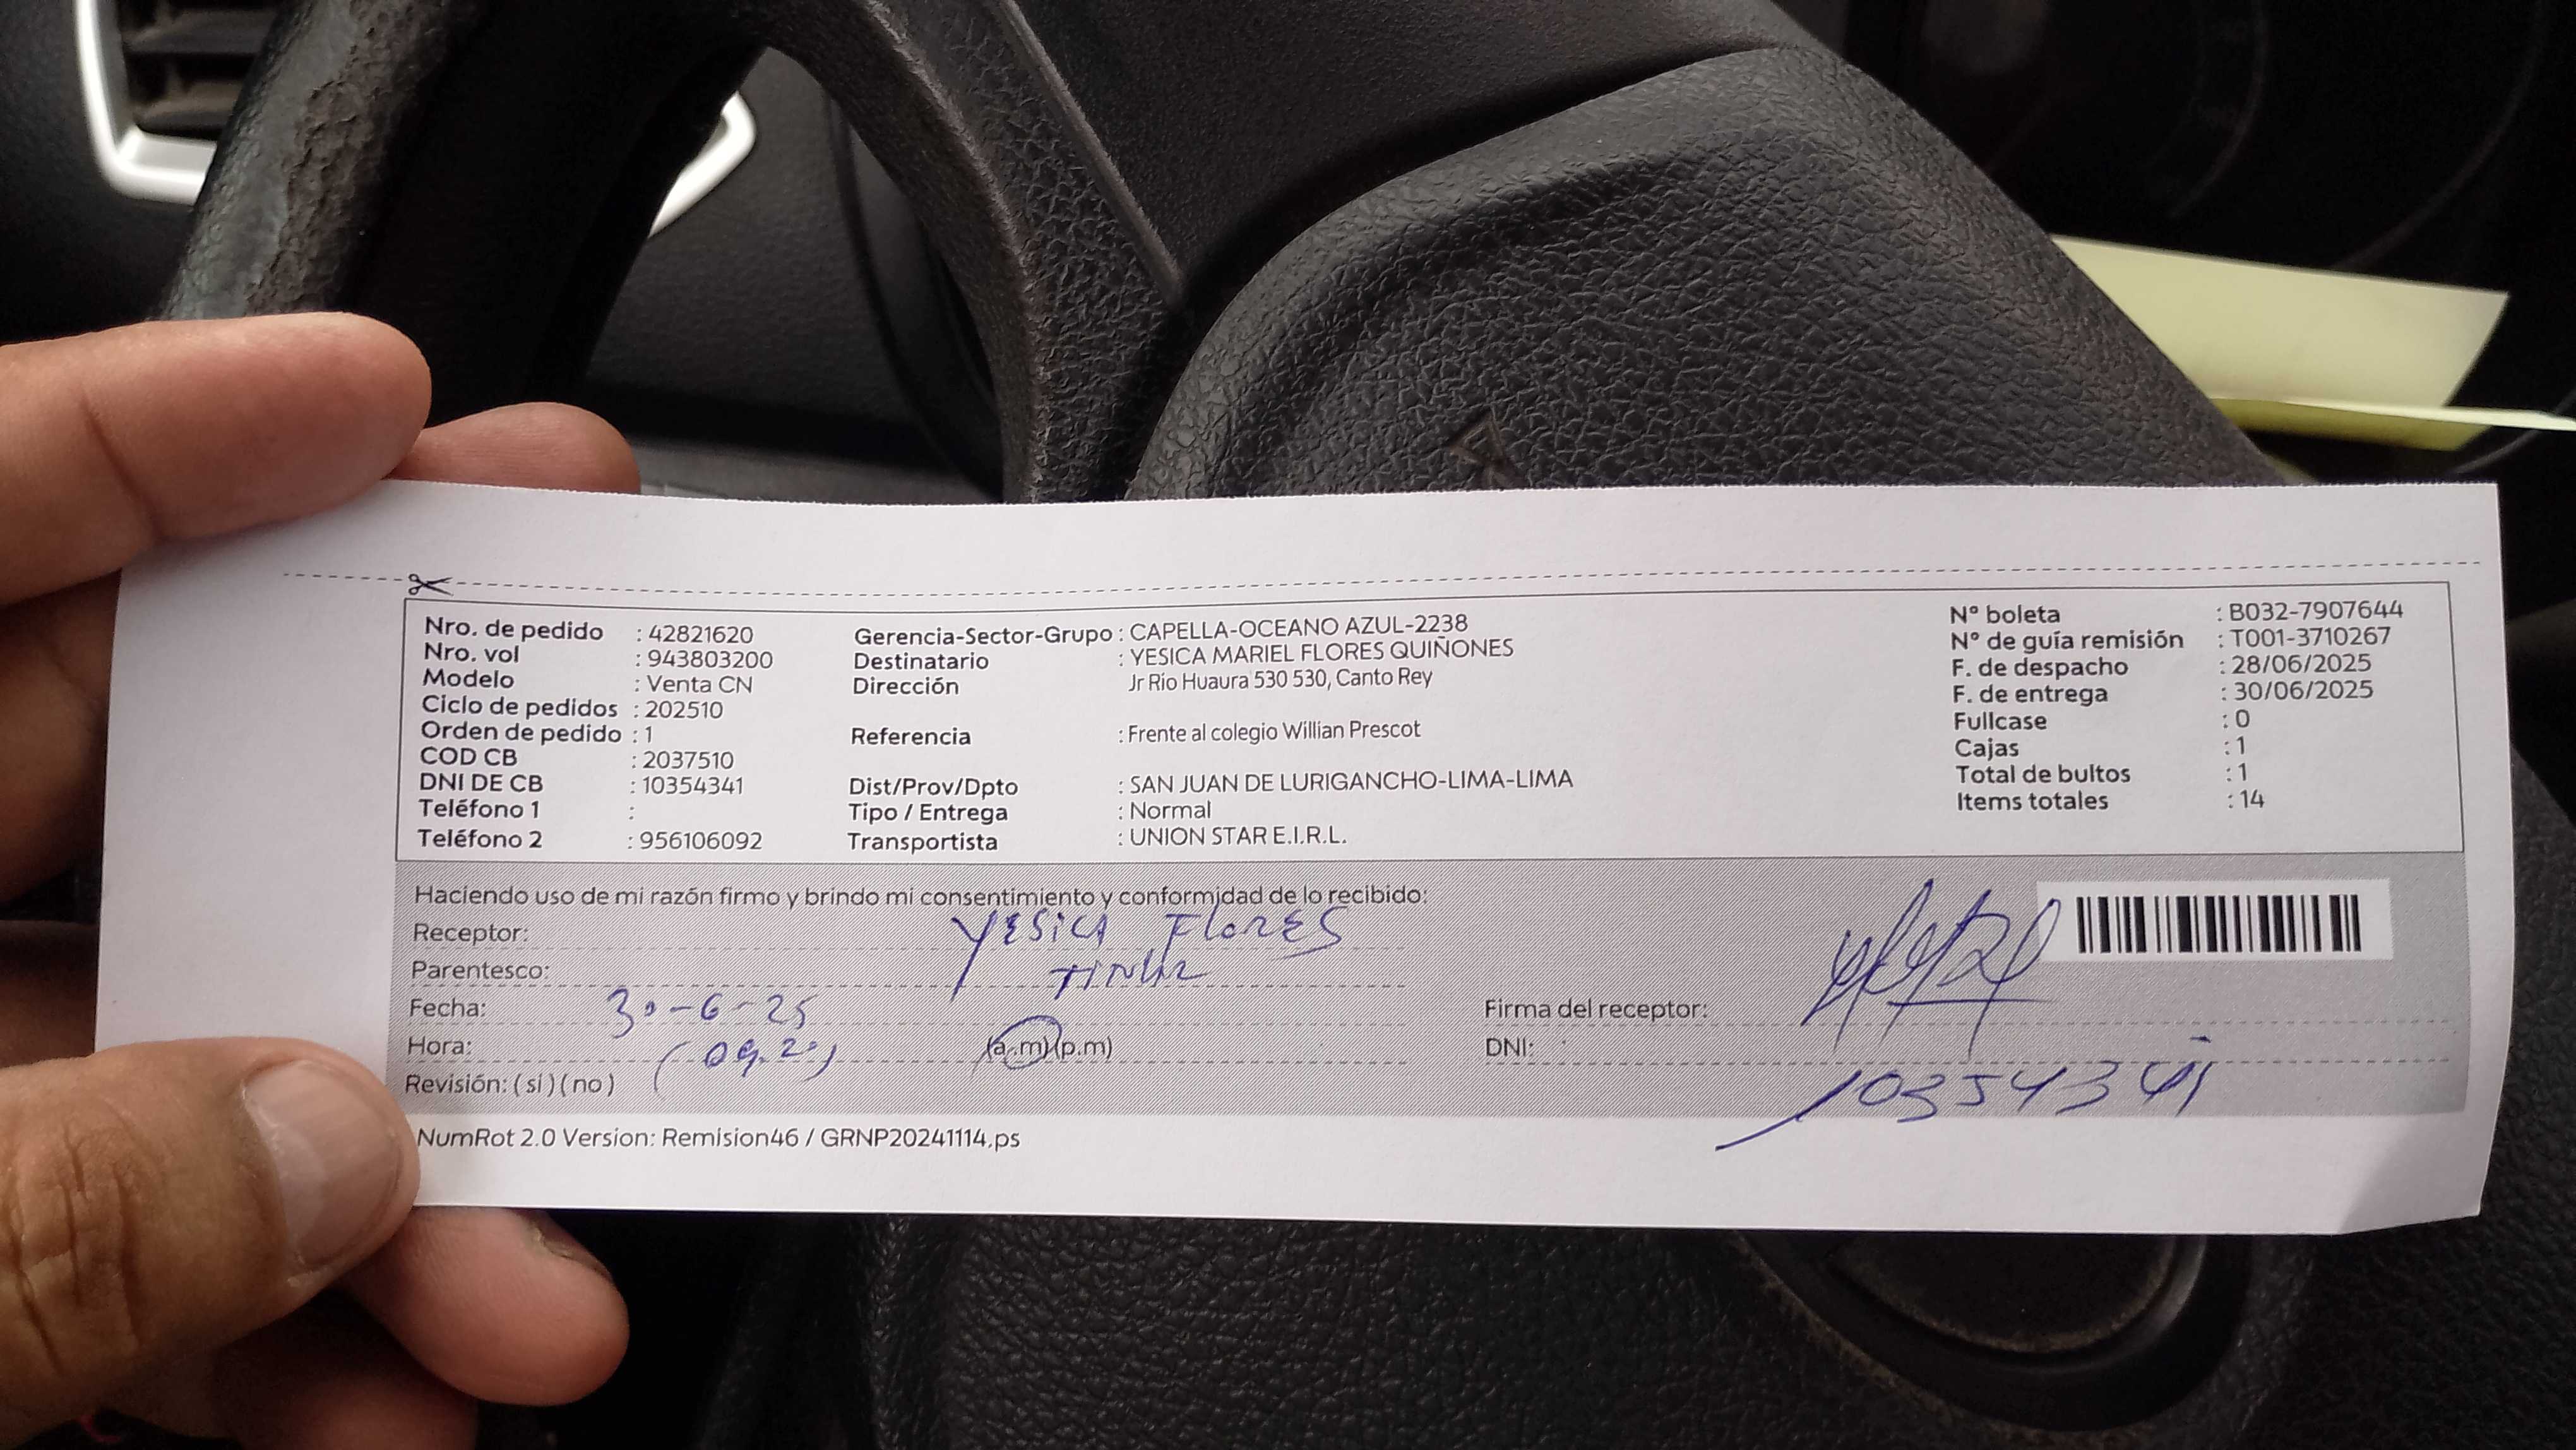 Nro. de pedido : 42821620
Nro. vol : 943803200
Modelo : Venta CN
Ciclo de pedidos : 202510
Orden de pedido : 1
COD CB : 2037510
DNI DE CB : 10354341
Teléfono 1 :
Teléfono 2 : 956106092
Gerencia-Sector-Grupo : CAPELLA-OCEANO AZUL-2238
Destinatario : YESICA MARIEL FLORES QUIÑONES
Dirección Jr Rio Huaura 530 530, Canto Rey
Referencia : Frente al colegio Willian Prescot
Dist/Prov/Dpto : SAN JUAN DE LURIGANCHO-LIMA-LIMA
Tipo / Entrega : Normal
Transportista : UNION STAR E.I.R.L.
N° boleta : B032-7907644
N° de guía remisión : T001-3710267
F. de despacho : 28/06/2025
F. de entrega : 30/06/2025
Fullcase : 0
Cajas : 1
Total de bultos : 1
Items totales : 14
Haciendo uso de mi razón firmo y brindo mi consentimiento y conformidad de lo recibido:
Receptor: YESICA FLORES
Parentesco:
Fecha: 30-6-25
Hora: (09.20) (a.m)(p.m)
Revisión: (si)(no)
Firma del receptor:
DNI: 10354341
NumRot 2.0 Version: Remision46 / GRNP20241114.ps